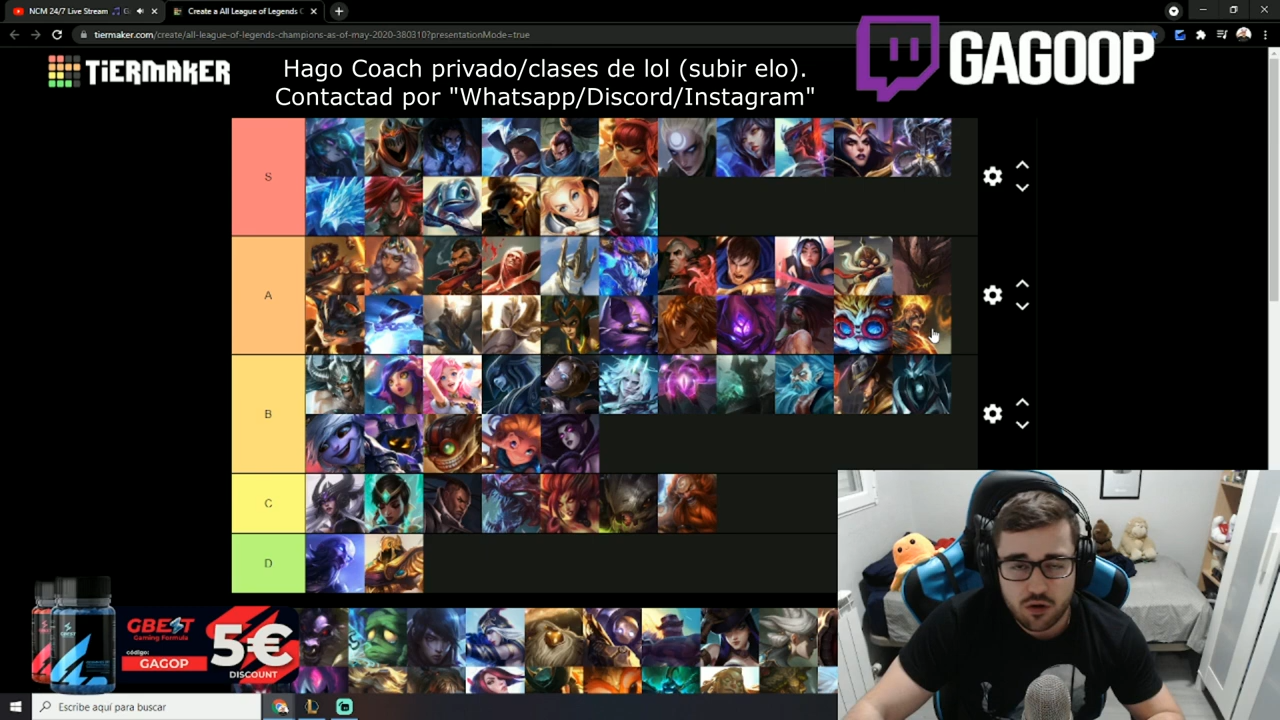 NCM 24/7 Live Stream
Create a All League of Legends C
tiermaker.com/create/all-league-of-legends-champions-as-of-may-2020-380310?presentationMode=true
TIERMAKER
Hago Coach privado/clases de lol (subir elo).
Contactad por "Whatsapp/Discord/Instagram"
GAGOOP
S
A
B
C
D
GBEST
Gaming Formula
código:
GAGOP
5€
DISCOUNT
Escribe aquí para buscar